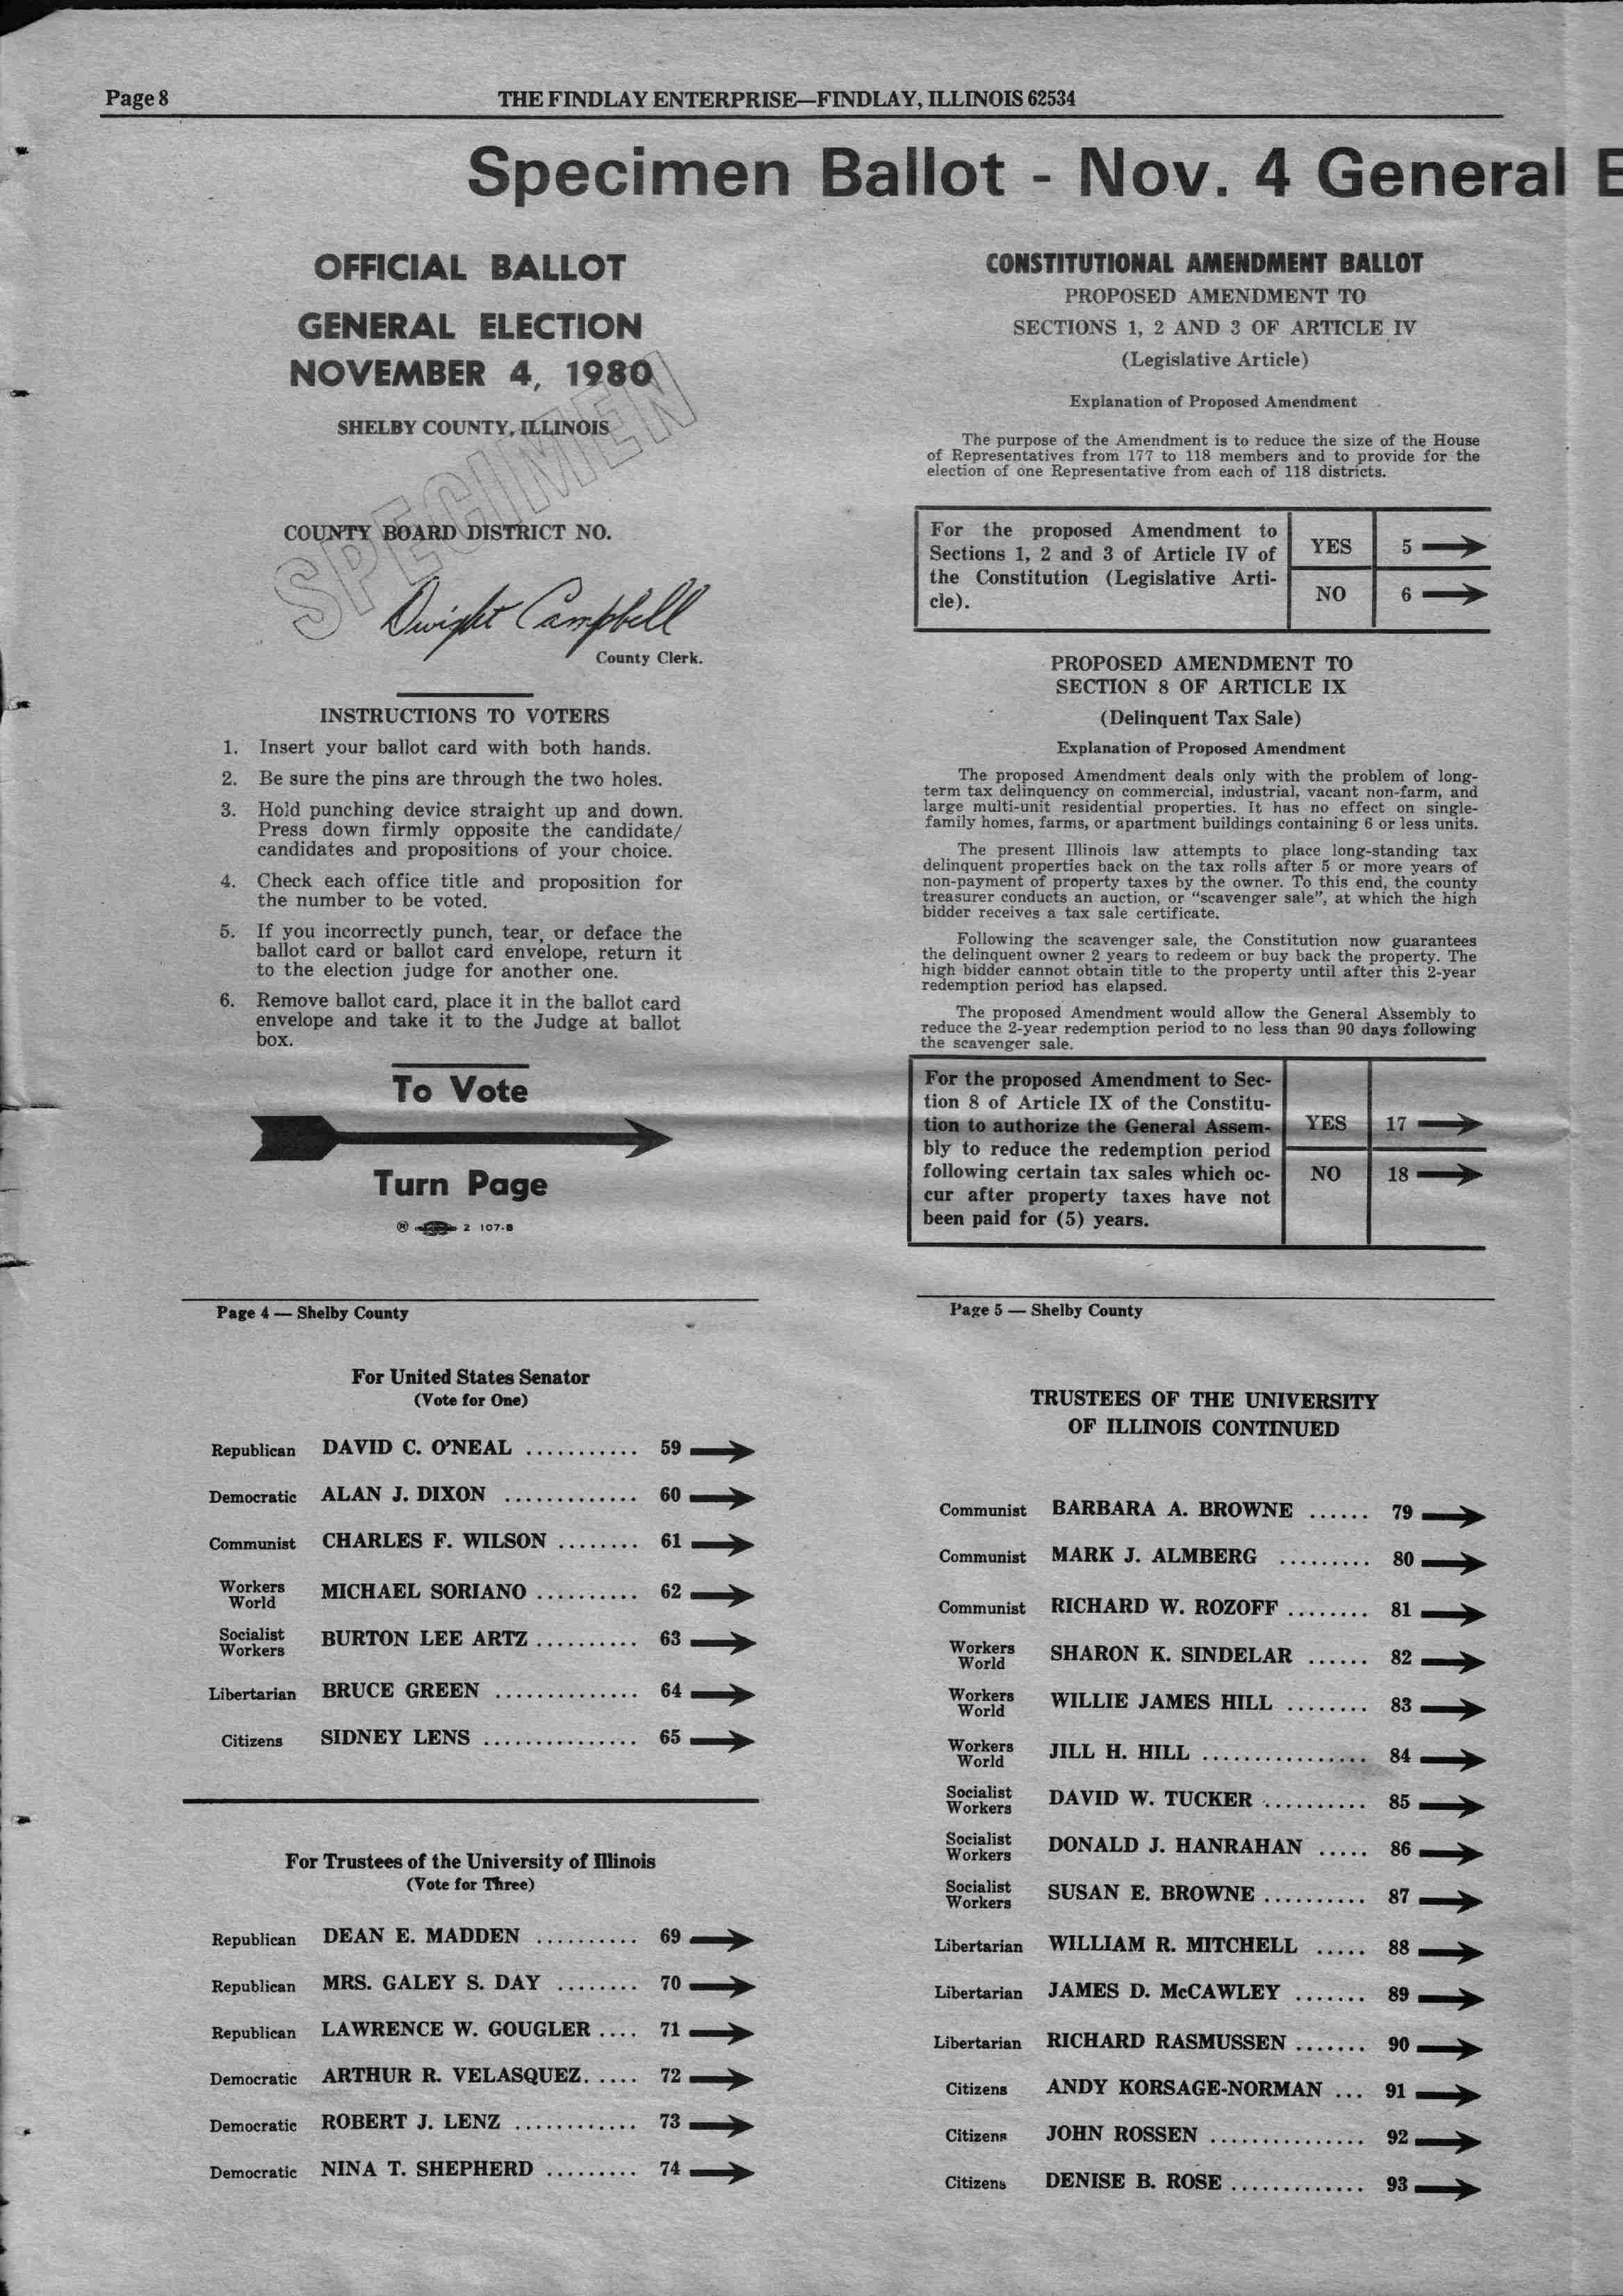 Page 8
THE FINDLAY ENTERPRISE—FINDLAY, ILLINOIS 62534
Specimen Ballot - Nov. 4 General E
OFFICIAL BALLOT
GENERAL ELECTION
NOVEMBER 4, 1980
SHELBY COUNTY, ILLINOIS
SPECIMEN
COUNTY BOARD DISTRICT NO.
Dwight Campbell
County Clerk.
INSTRUCTIONS TO VOTERS
1. Insert your ballot card with both hands.
2. Be sure the pins are through the two holes.
3. Hold punching device straight up and down.
Press down firmly opposite the candidate/
candidates and propositions of your choice.
4. Check each office title and proposition for
the number to be voted.
5. If you incorrectly punch, tear, or deface the
ballot card or ballot card envelope, return it
to the election judge for another one.
6. Remove ballot card, place it in the ballot card
envelope and take it to the Judge at ballot
box.
To Vote
Turn Page
® 2 107-B
CONSTITUTIONAL AMENDMENT BALLOT
PROPOSED AMENDMENT TO
SECTIONS 1, 2 AND 3 OF ARTICLE IV
(Legislative Article)
Explanation of Proposed Amendment
The purpose of the Amendment is to reduce the size of the House
of Representatives from 177 to 118 members and to provide for the
election of one Representative from each of 118 districts.
For the proposed Amendment to
Sections 1, 2 and 3 of Article IV of
the Constitution (Legislative Arti-
cle).
YES 5
NO 6
PROPOSED AMENDMENT TO
SECTION 8 OF ARTICLE IX
(Delinquent Tax Sale)
Explanation of Proposed Amendment
The proposed Amendment deals only with the problem of long-
term tax delinquency on commercial, industrial, vacant non-farm, and
large multi-unit residential properties. It has no effect on single-
family homes, farms, or apartment buildings containing 6 or less units.
The present Illinois law attempts to place long-standing tax
delinquent properties back on the tax rolls after 5 or more years of
non-payment of property taxes by the owner. To this end, the county
treasurer conducts an auction, or "scavenger sale", at which the high
bidder receives a tax sale certificate.
Following the scavenger sale, the Constitution now guarantees
the delinquent owner 2 years to redeem or buy back the property. The
high bidder cannot obtain title to the property until after this 2-year
redemption period has elapsed.
The proposed Amendment would allow the General Assembly to
reduce the 2-year redemption period to no less than 90 days following
the scavenger sale.
For the proposed Amendment to Sec-
tion 8 of Article IX of the Constitu-
tion to authorize the General Assem-
bly to reduce the redemption period
following certain tax sales which oc-
cur after property taxes have not
been paid for (5) years.
YES 17
NO 18
Page 4 — Shelby County
For United States Senator
(Vote for One)
Republican DAVID C. O'NEAL ........... 59
Democratic ALAN J. DIXON ............. 60
Communist CHARLES F. WILSON ........ 61
Workers World MICHAEL SORIANO .......... 62
Socialist Workers BURTON LEE ARTZ .......... 63
Libertarian BRUCE GREEN .............. 64
Citizens SIDNEY LENS ............... 65
For Trustees of the University of Illinois
(Vote for Three)
Republican DEAN E. MADDEN .......... 69
Republican MRS. GALEY S. DAY ........ 70
Republican LAWRENCE W. GOUGLER .... 71
Democratic ARTHUR R. VELASQUEZ. ..... 72
Democratic ROBERT J. LENZ ............ 73
Democratic NINA T. SHEPHERD ......... 74
Page 5 — Shelby County
TRUSTEES OF THE UNIVERSITY
OF ILLINOIS CONTINUED
Communist BARBARA A. BROWNE ...... 79
Communist MARK J. ALMBERG ......... 80
Communist RICHARD W. ROZOFF ........ 81
Workers World SHARON K. SINDELAR ...... 82
Workers World WILLIE JAMES HILL ........ 83
Workers World JILL H. HILL ................ 84
Socialist Workers DAVID W. TUCKER ........... 85
Socialist Workers DONALD J. HANRAHAN ..... 86
Socialist Workers SUSAN E. BROWNE .......... 87
Libertarian WILLIAM R. MITCHELL ..... 88
Libertarian JAMES D. McCAWLEY ....... 89
Libertarian RICHARD RASMUSSEN ....... 90
Citizens ANDY KORSAGE-NORMAN ... 91
Citizens JOHN ROSSEN ............... 92
Citizens DENISE B. ROSE ............. 93